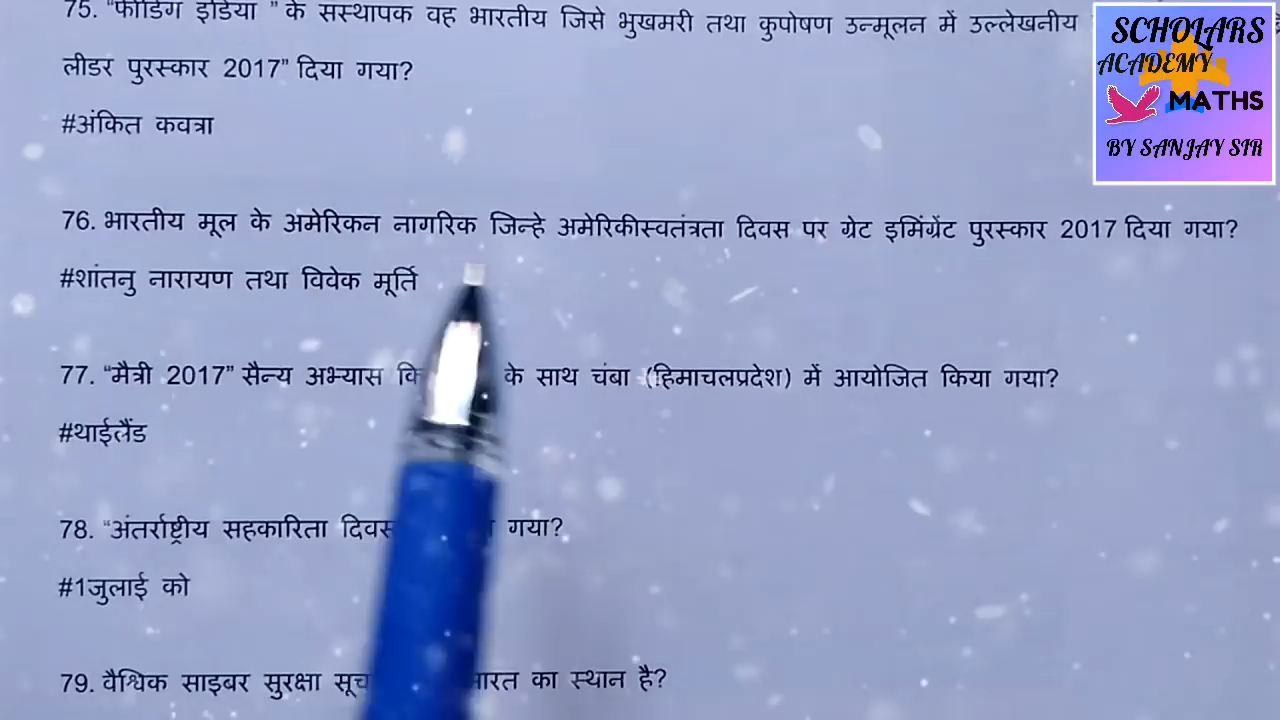 75. “फीडिंग इंडिया ” के संस्थापक वह भारतीय जिसे भुखमरी तथा कुपोषण उन्मूलन में उल्लेखनीय
लीडर पुरस्कार 2017” दिया गया?
#अंकित कवत्रा
76. भारतीय मूल के अमेरिकन नागरिक जिन्हे अमेरिकीस्वतंत्रता दिवस पर ग्रेट इमिंग्रेंट पुरस्कार 2017 दिया गया?
#शांतनु नारायण तथा विवेक मूर्ति
77. “मैत्री 2017” सैन्य अभ्यास के साथ चंबा (हिमाचलप्रदेश) में आयोजित किया गया?
#थाईलैंड
78. “अंतर्राष्ट्रीय सहकारिता दिवस गया?
#1जुलाई को
79. वैश्विक साइबर सुरक्षा भारत का स्थान है?
SCHOLARS
ACADEMY
MATHS
BY SANJAY SIR